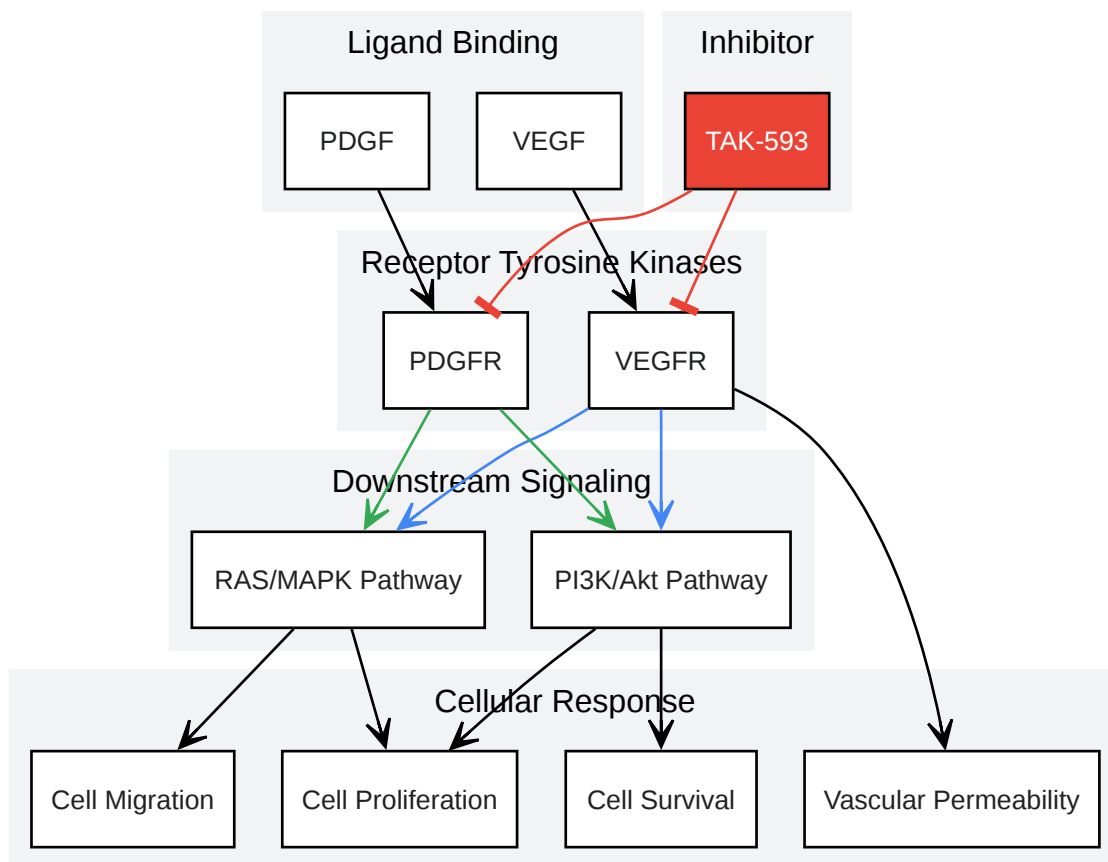 Ligand Binding
Inhibitor
PDGF
VEGF
TAK-593
Receptor Tyrosine Kinases
PDGFR
VEGFR
Downstream Signaling
RAS/MAPK Pathway
PI3K/Akt Pathway
Cellular Response
Cell Migration
Cell Proliferation
Cell Survival
Vascular Permeability